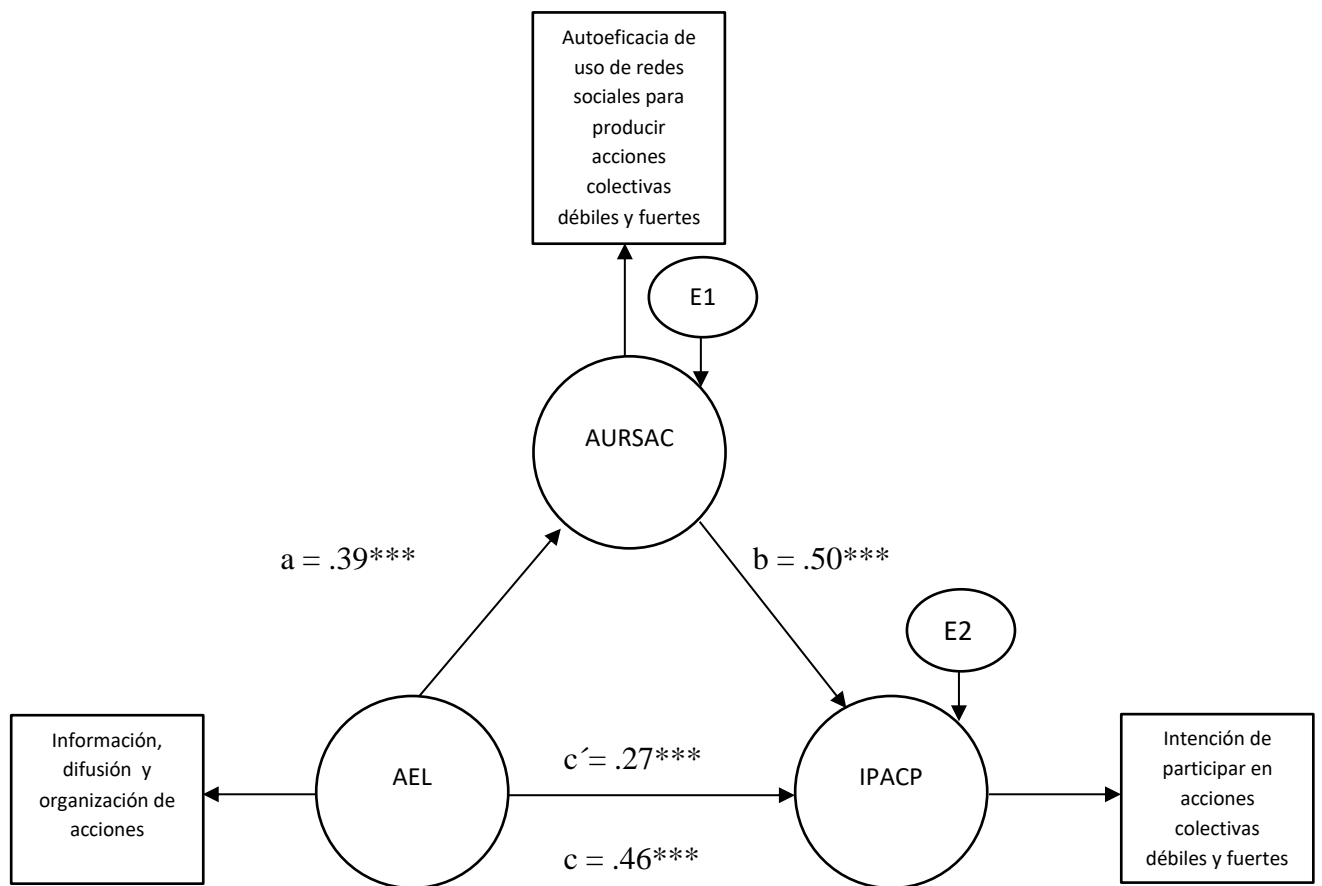 Autoeficacia de
uso de redes
sociales para
producir
acciones
colectivas
débiles y fuertes
E1
AURSAC
a = .39***
b = .50***
E2
Información,
difusión y
organización de
acciones
AEL
c´= .27***
c = .46***
IPACP
Intención de
participar en
acciones
colectivas
débiles y fuertes